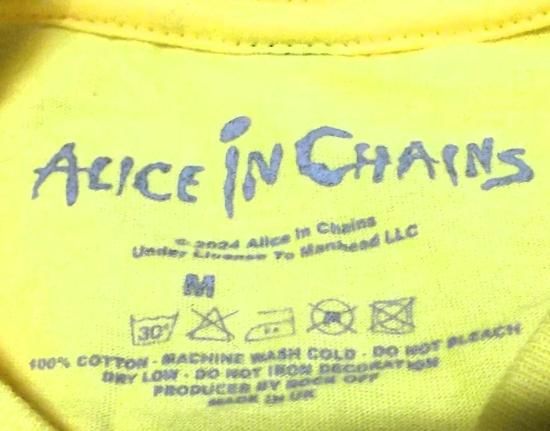 ALICE IN CHAINS
© 2024 Alice In Chains
Under License To Manhead LLC
M
30°
100% COTTON - MACHINE WASH COLD - DO NOT BLEACH
DRY LOW - DO NOT IRON DECORATION
PRODUCED BY ROCK OFF
MADE IN UK